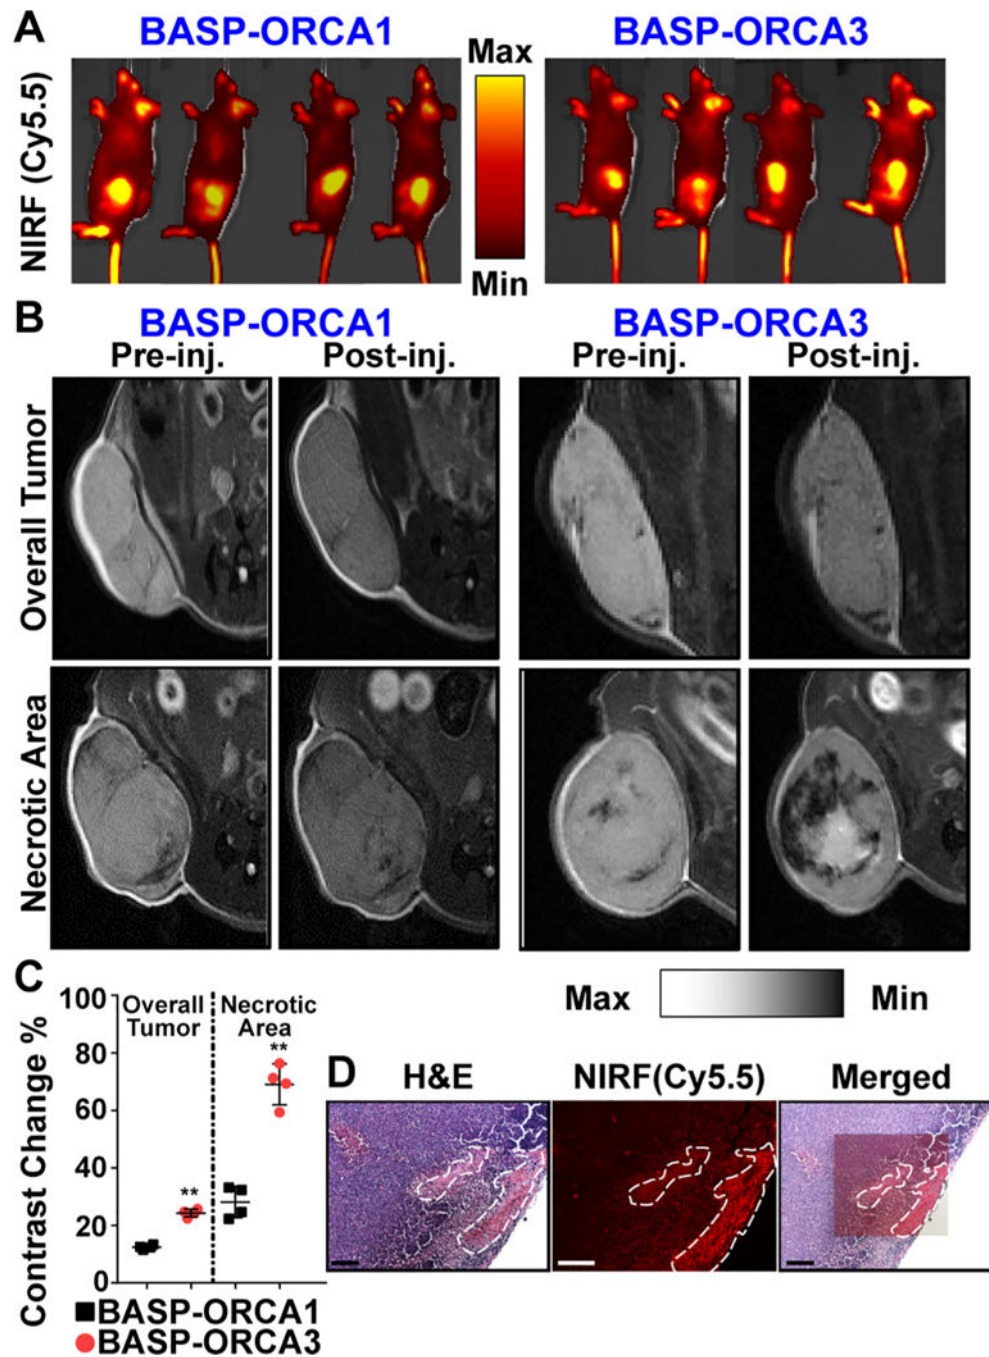 A
BASP-ORCA1
BASP-ORCA3
NIRF (Cy5.5)
Max
Min
B
BASP-ORCA1
BASP-ORCA3
Pre-inj.
Post-inj.
Pre-inj.
Post-inj.
Overall Tumor
Necrotic Area
Max
Min
C
Contrast Change %
100
80
60
40
20
0
Overall
Tumor
Necrotic
Area
**
**
BASP-ORCA1
BASP-ORCA3
D
H&E
NIRF(Cy5.5)
Merged